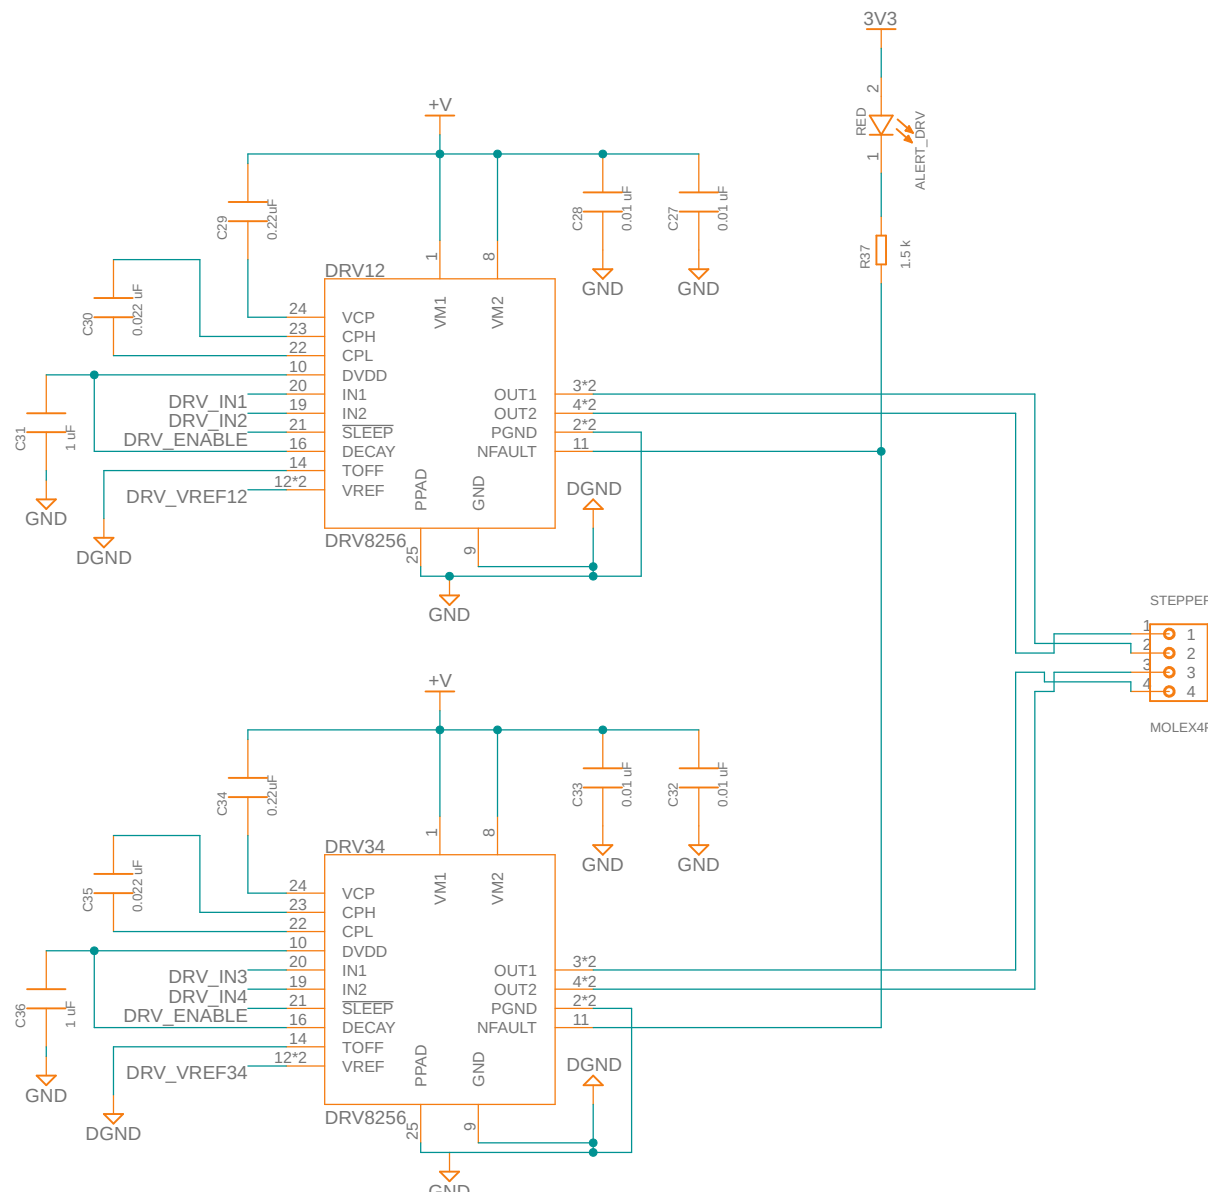 3V3
2
RED
ALERT_DRV
1
R37
1.5 k
+V
C29
0.22uF
C28
0.01 uF
C27
0.01 uF
GND
GND
1
8
DRV12
VM1
VM2
C30
0.022 uF
24 VCP
23 CPH
22 CPL
10 DVDD
DRV_IN1 20 IN1
DRV_IN2 19 IN2
DRV_ENABLE 21 SLEEP
16 DECAY
14 TOFF
DRV_VREF12 12*2 VREF
C31
1 uF
GND
DGND
OUT1 3*2
OUT2 4*2
PGND 2*2
NFAULT 11
PPAD
GND
DGND
DRV8256
25
9
GND
STEPPER
1 1
2 2
3 3
4 4
MOLEX4P
+V
C34
0.22uF
C33
0.01 uF
C32
0.01 uF
GND
GND
1
8
DRV34
VM1
VM2
C35
0.022 uF
24 VCP
23 CPH
22 CPL
10 DVDD
DRV_IN3 20 IN1
DRV_IN4 19 IN2
DRV_ENABLE 21 SLEEP
16 DECAY
14 TOFF
DRV_VREF34 12*2 VREF
C36
1 uF
GND
DGND
OUT1 3*2
OUT2 4*2
PGND 2*2
NFAULT 11
PPAD
GND
DGND
DRV8256
25
9
GND